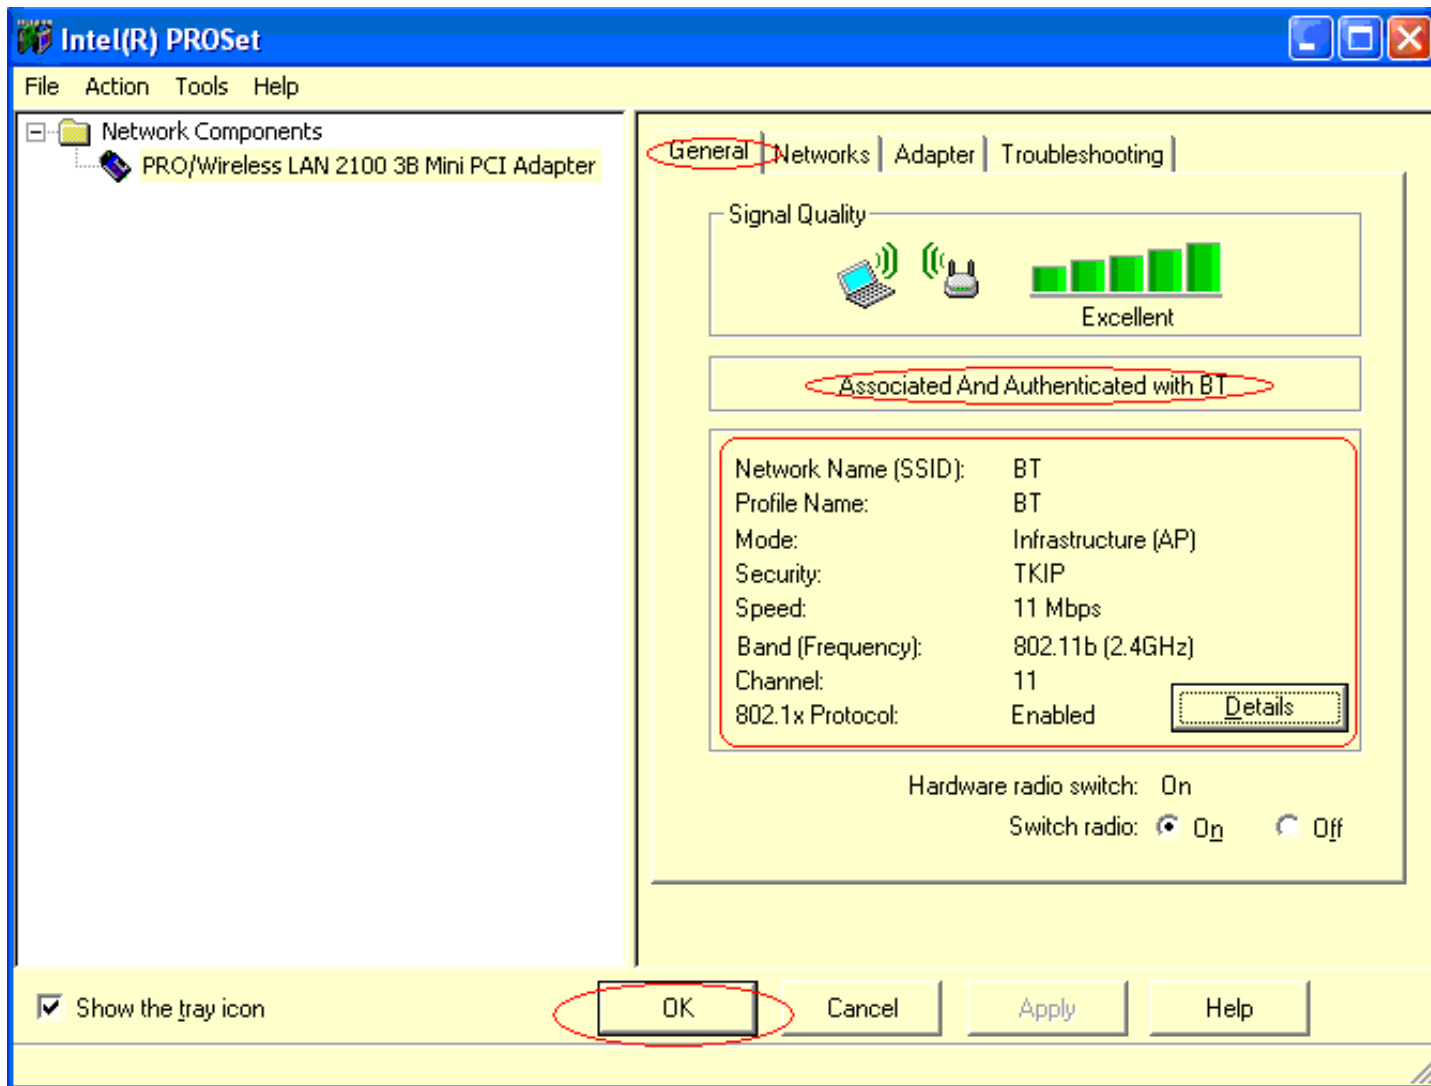 Intel(R) PROSet
File Action Tools Help
Network Components
PRO/Wireless LAN 2100 3B Mini PCI Adapter
General Networks Adapter Troubleshooting
Signal Quality
Excellent
Associated And Authenticated with BT
Network Name (SSID): BT
Profile Name: BT
Mode: Infrastructure (AP)
Security: TKIP
Speed: 11 Mbps
Band (Frequency): 802.11b (2.4GHz)
Channel: 11
802.1x Protocol: Enabled
Details
Hardware radio switch: On
Switch radio: On Off
Show the tray icon
OK Cancel Apply Help